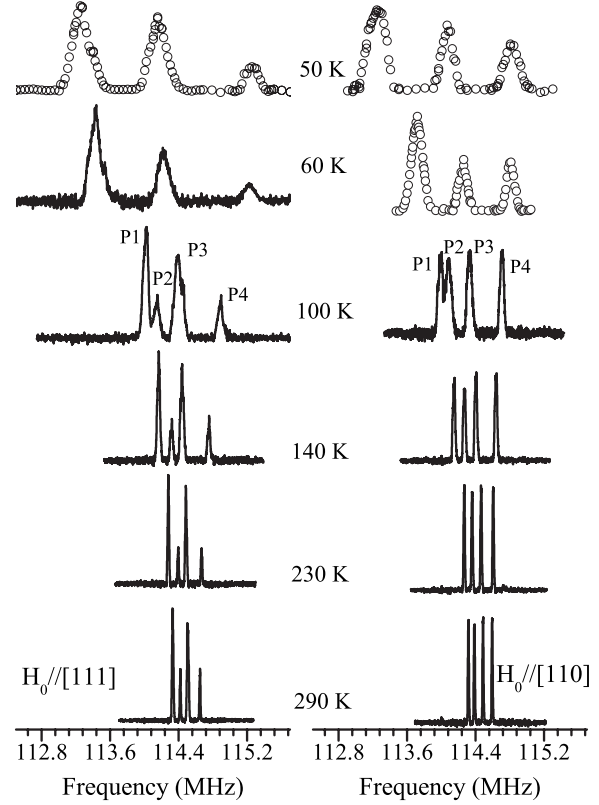 50 K
60 K
P1
P2
P3
P4
P1
P2
P3
P4
100 K
140 K
230 K
H₀//[111]
H₀//[110]
290 K
112.8 113.6 114.4 115.2
112.8 113.6 114.4 115.2
Frequency (MHz)
Frequency (MHz)